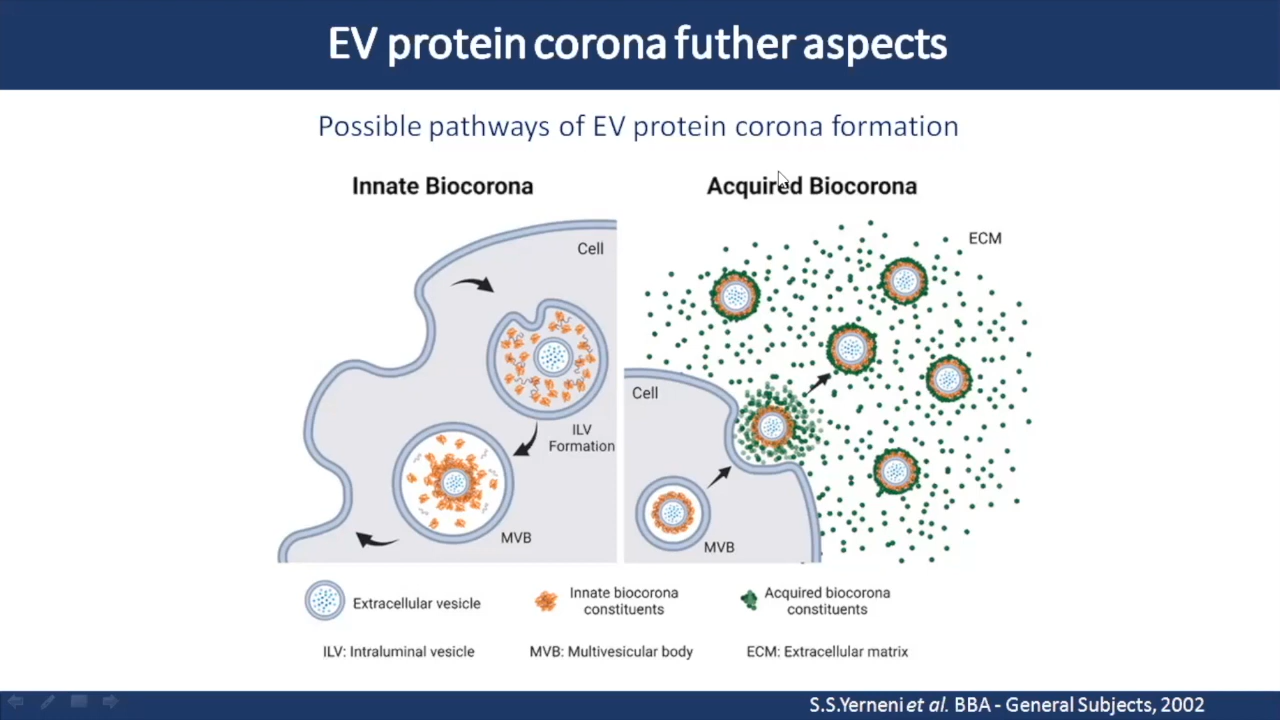 EV protein corona futher aspects
Possible pathways of EV protein corona formation
Innate Biocorona
Acquired Biocorona
Cell
ILV
Formation
MVB
ECM
Cell
MVB
Extracellular vesicle
Innate biocorona
constituents
Acquired biocorona
constituents
ILV: Intraluminal vesicle
MVB: Multivesicular body
ECM: Extracellular matrix
S.S.Yerneni et al. BBA - General Subjects, 2002